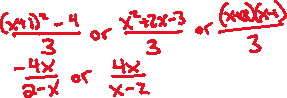 ((x+1)² - 4)/3 or (x²+2x-3)/3 or ((x+3)(x-1))/3
(-4x)/(2-x) or (4x)/(x-2)